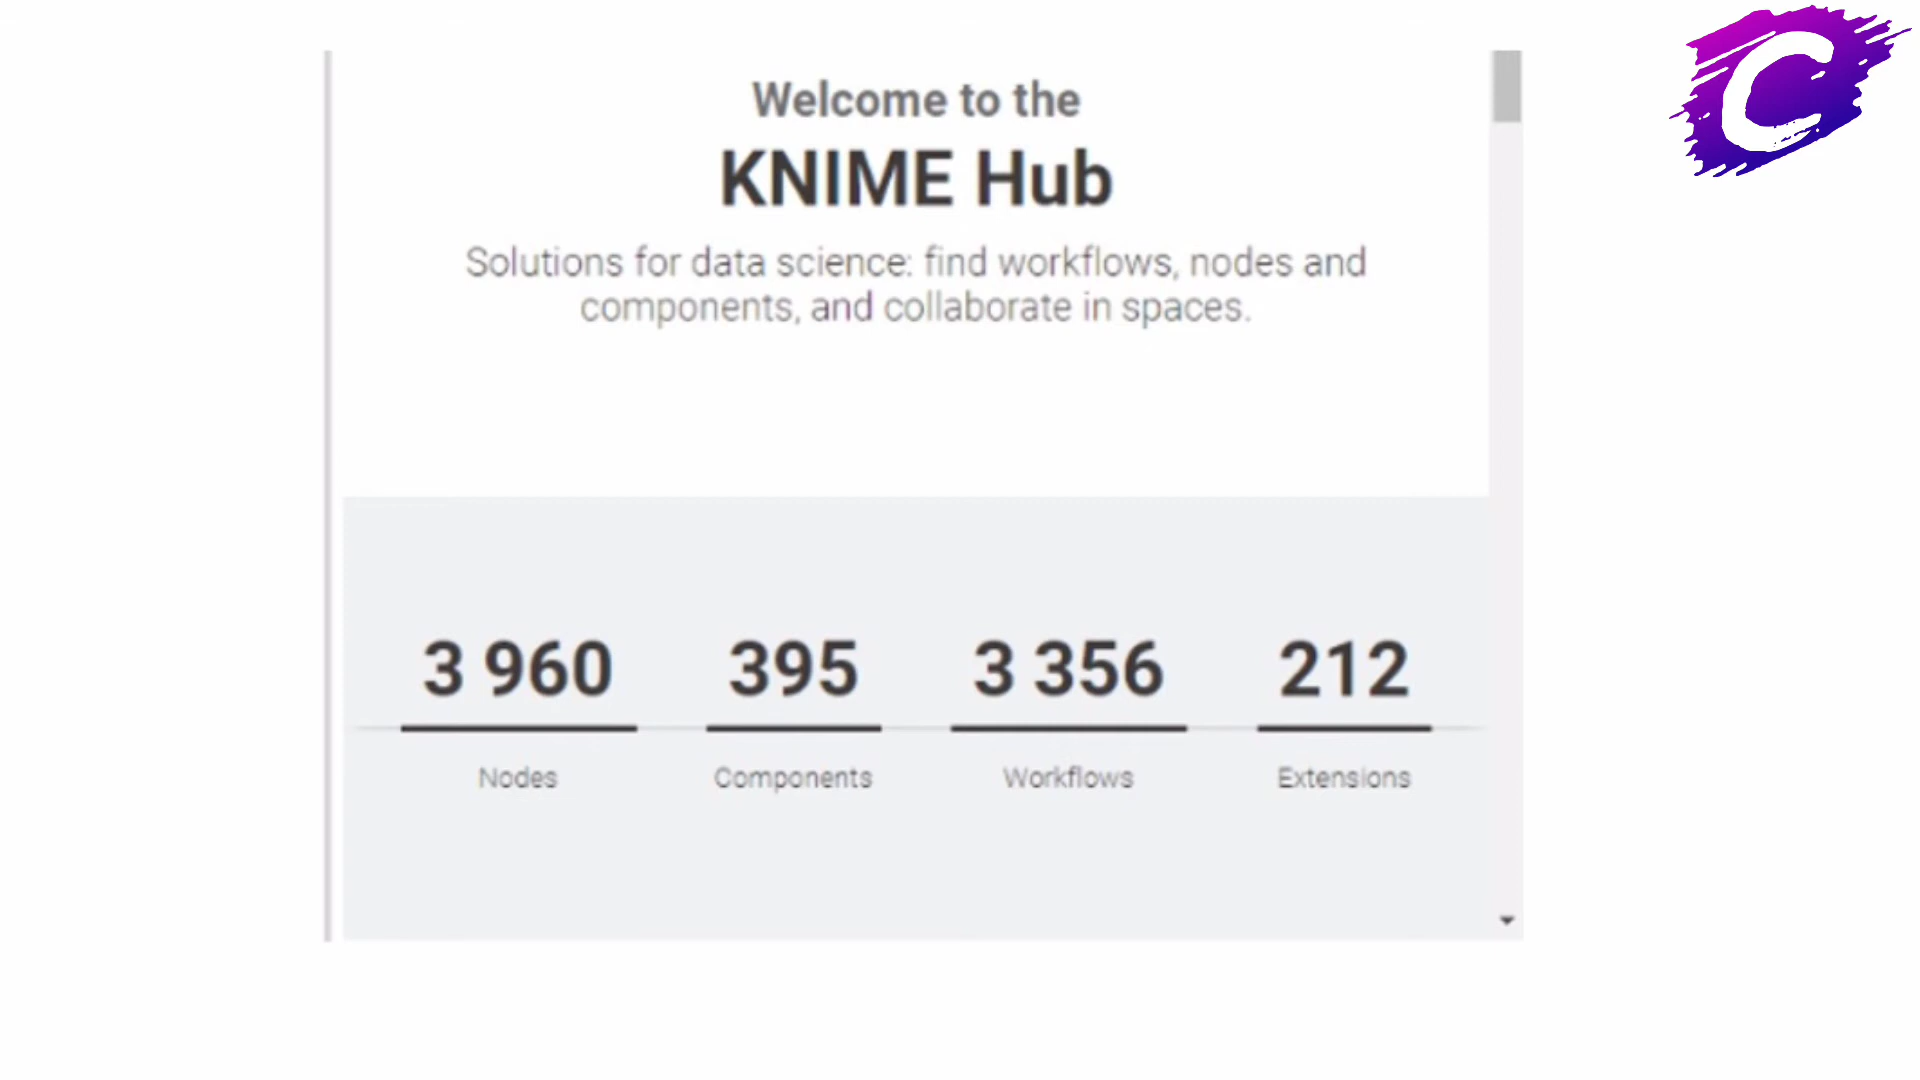 C
Welcome to the
KNIME Hub
Solutions for data science: find workflows, nodes and
components, and collaborate in spaces.
3 960 395 3 356 212
Nodes Components Workflows Extensions